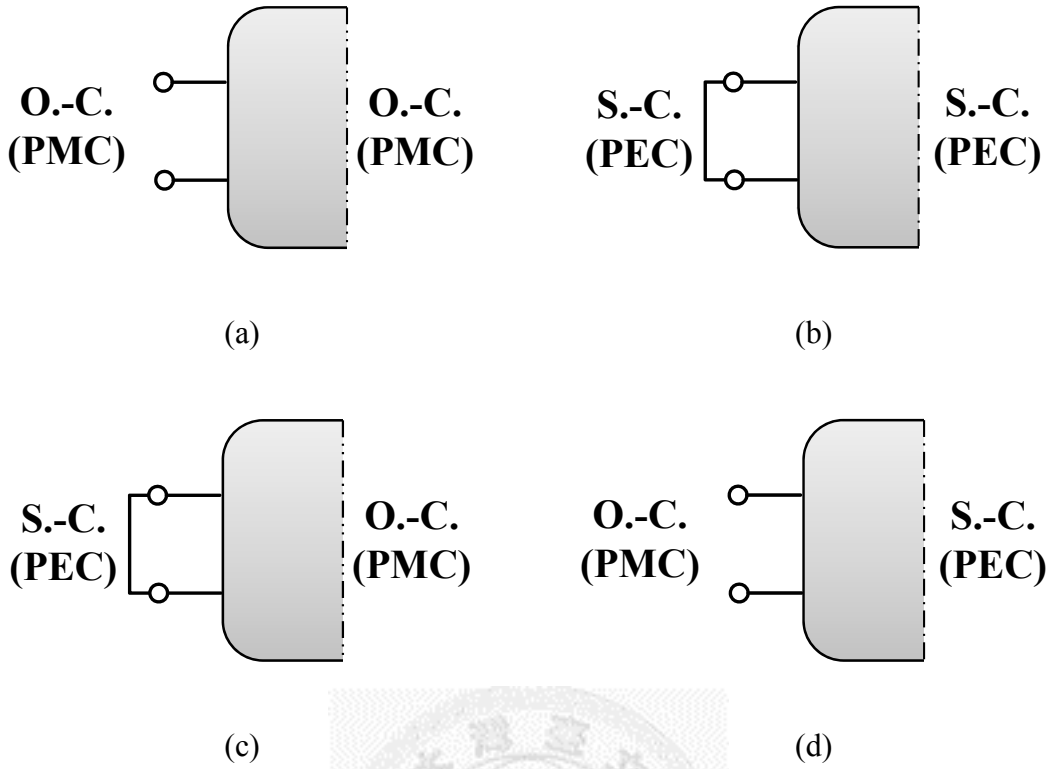 O.-C.
(PMC)
O.-C.
(PMC)
(a)
S.-C.
(PEC)
S.-C.
(PEC)
(b)
S.-C.
(PEC)
O.-C.
(PMC)
(c)
O.-C.
(PMC)
S.-C.
(PEC)
(d)